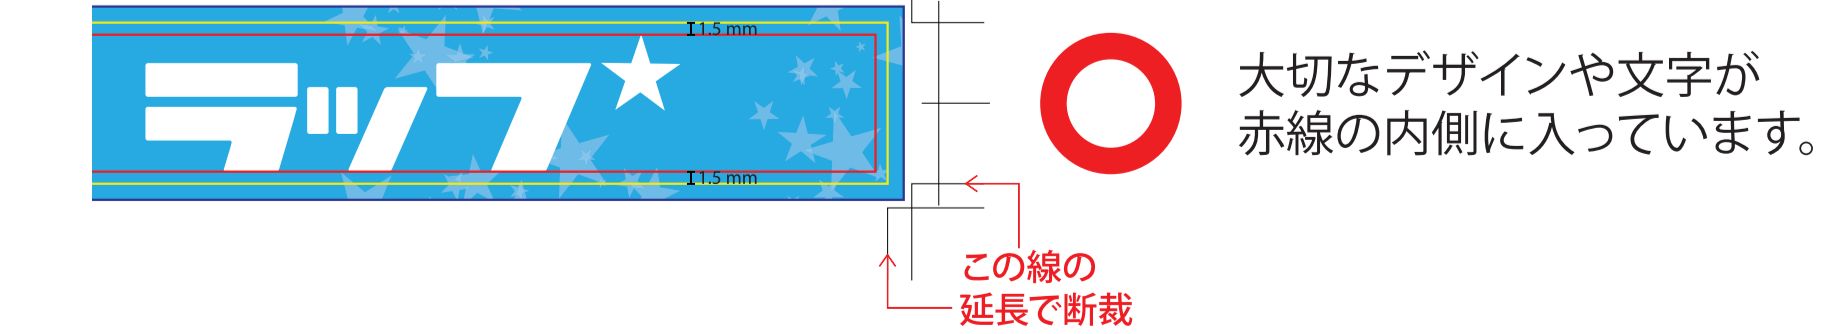 1.5 mm
ラップ★
1.5 mm
大切なデザインや文字が
赤線の内側に入っています。
この線の
延長で断裁